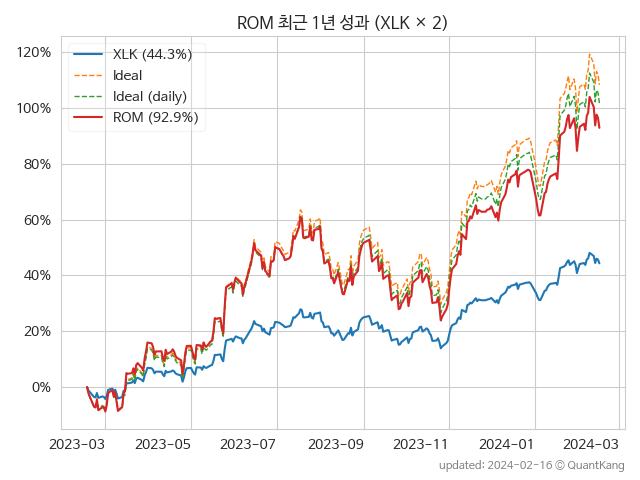 ROM 최근 1년 성과 (XLK × 2)
XLK (44.3%)
Ideal
Ideal (daily)
ROM (92.9%)
120%
100%
80%
60%
40%
20%
0%
2023-03 2023-05 2023-07 2023-09 2023-11 2024-01 2024-03
updated: 2024-02-16 © QuantKang